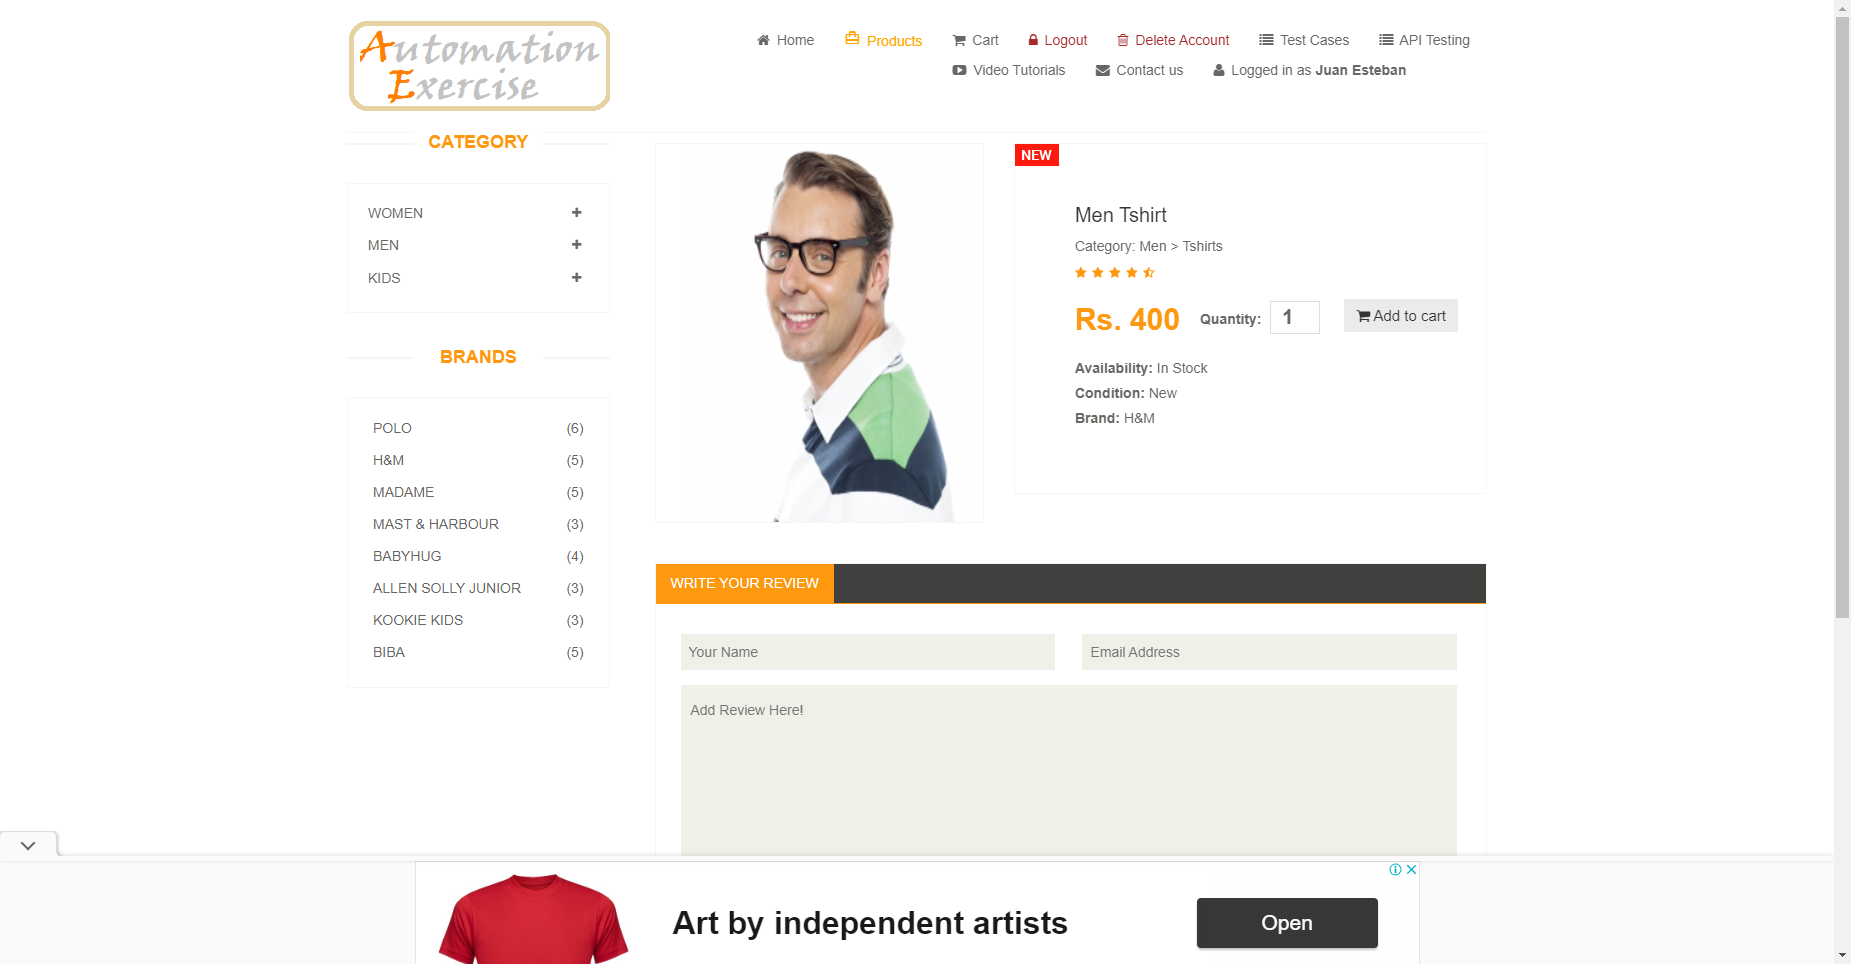 Automation
Exercise
Home
Products
Cart
Logout
Delete Account
Test Cases
API Testing
Video Tutorials
Contact us
Logged in as Juan Esteban
CATEGORY
WOMEN
MEN
KIDS
BRANDS
POLO (6)
H&M (5)
MADAME (5)
MAST & HARBOUR (3)
BABYHUG (4)
ALLEN SOLLY JUNIOR (3)
KOOKIE KIDS (3)
BIBA (5)
NEW
Men Tshirt
Category: Men > Tshirts
Rs. 400 Quantity: 1 Add to cart
Availability: In Stock
Condition: New
Brand: H&M
WRITE YOUR REVIEW
Your Name
Email Address
Add Review Here!
Art by independent artists
Open